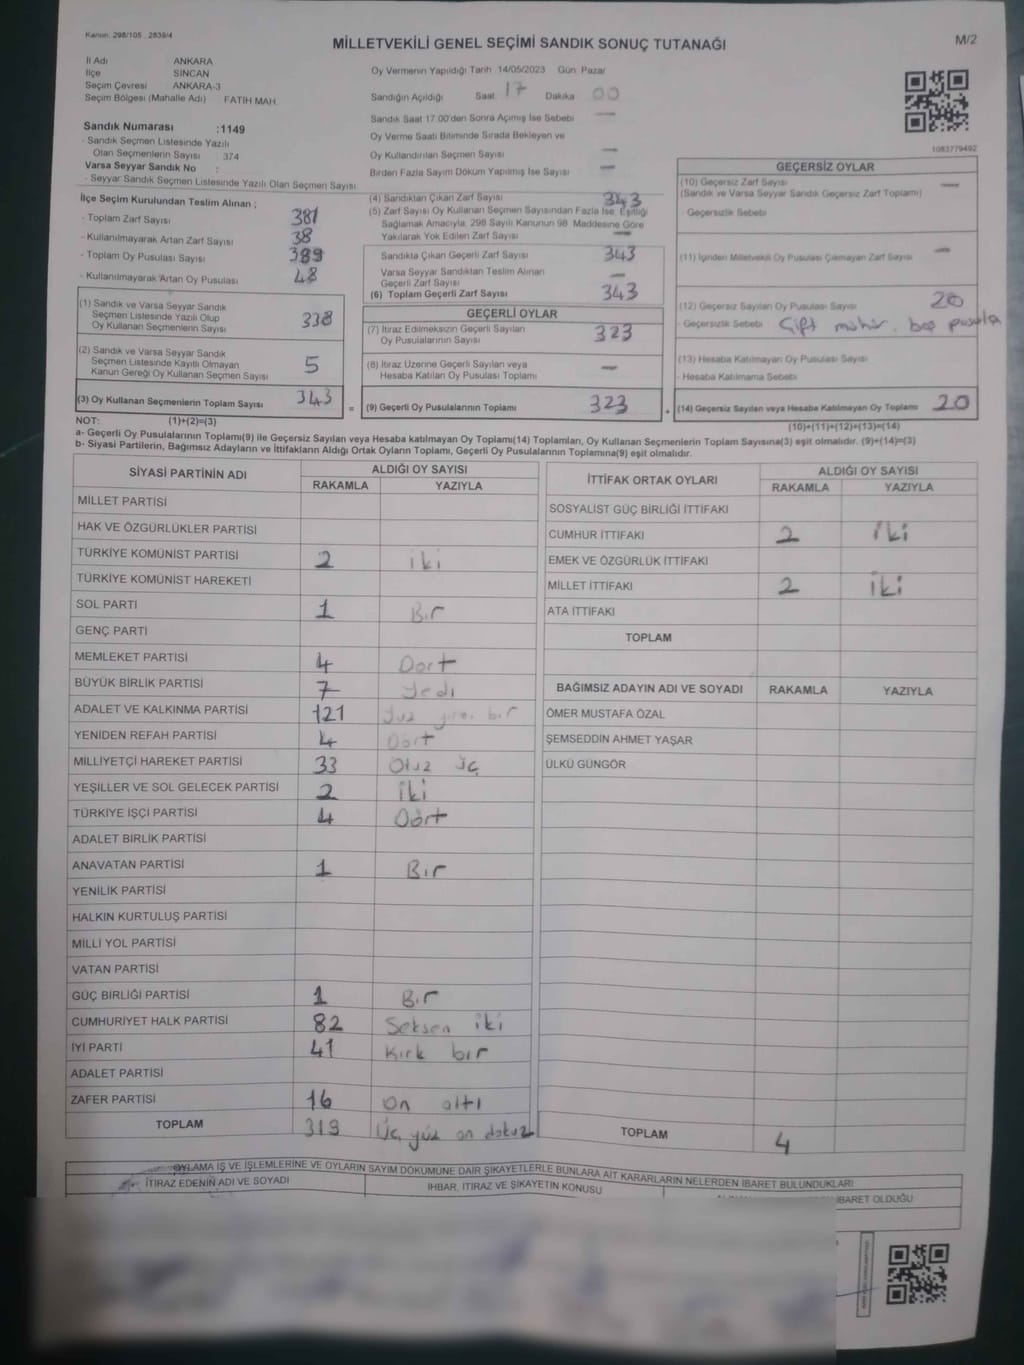 Kanun: 298/105 , 2839/4
MİLLETVEKİLİ GENEL SEÇİMİ SANDIK SONUÇ TUTANAĞI
M/2
İl Adı ANKARA
İlçe SİNCAN
Seçim Çevresi ANKARA-3
Seçim Bölgesi (Mahalle Adı) FATİH MAH.
Oy Vermenin Yapıldığı Tarih 14/05/2023 Gün: Pazar
Sandığın Açıldığı Saat 17 Dakika 00
Sandık Saat 17.00'den Sonra Açımış İse Sebebi —
Oy Verme Saati Bitiminde Sırada Bekleyen ve
Oy Kullandırılan Seçmen Sayısı —
Birden Fazla Sayım Döküm Yapılmış İse Sayısı —
1083779492
Sandık Numarası :1149
- Sandık Seçmen Listesinde Yazılı
Olan Seçmenlerin Sayısı 374
Varsa Seyyar Sandık No :
- Seyyar Sandık Seçmen Listesinde Yazılı Olan Seçmen Sayısı
İlçe Seçim Kurulundan Teslim Alınan ;
- Toplam Zarf Sayısı 381
- Kullanılmayarak Artan Zarf Sayısı 38
- Toplam Oy Pusulası Sayısı 389
- Kullanılmayarak Artan Oy Pusulası 48
(1) Sandık ve Varsa Seyyar Sandık
Seçmen Listesinde Yazılı Olup
Oy Kullanan Seçmenlerin Sayısı 338
(2) Sandık ve Varsa Seyyar Sandık
Seçmen Listesinde Kayıtlı Olmayan
Kanun Gereği Oy Kullanan Seçmen Sayısı 5
(3) Oy Kullanan Seçmenlerin Toplam Sayısı 343
(4) Sandıktan Çıkan Zarf Sayısı 343
(5) Zarf Sayısı Oy Kullanan Seçmen Sayısından Fazla İse, Eşitliği
Sağlamak Amacıyla, 298 Sayılı Kanunun 98. Maddesine Göre
Yakılarak Yok Edilen Zarf Sayısı —
Sandıkta Çıkan Geçerli Zarf Sayısı 343
Varsa Seyyar Sandıktan Teslim Alınan
Geçerli Zarf Sayısı —
(6) Toplam Geçerli Zarf Sayısı 343
GEÇERLİ OYLAR
(7) İtiraz Edilmeksizin Geçerli Sayılan
Oy Pusulalarının Sayısı 323
(8) İtiraz Üzerine Geçerli Sayılan veya
Hesaba Katılan Oy Pusulası Toplamı —
= (9) Geçerli Oy Pusulalarının Toplamı 323
GEÇERSİZ OYLAR
(10) Geçersiz Zarf Sayısı —
(Sandık ve Varsa Seyyar Sandık Geçersiz Zarf Toplamı)
- Geçersizlik Sebebi
(11) İçinden Milletvekili Oy Pusulası Çıkmayan Zarf Sayısı —
(12) Geçersiz Sayılan Oy Pusulası Sayısı 20
- Geçersizlik Sebebi Çift mühür. boş pusula
(13) Hesaba Katılmayan Oy Pusulası Sayısı
- Hesaba Katılmama Sebebi
+ (14) Geçersiz Sayılan veya Hesaba Katılmayan Oy Toplamı 20
NOT: (1)+(2)=(3)
(10)+(11)+(12)+(13)=(14)
a- Geçerli Oy Pusulalarının Toplamı(9) ile Geçersiz Sayılan veya Hesaba katılmayan Oy Toplamı(14) Toplamları, Oy Kullanan Seçmenlerin Toplam Sayısına(3) eşit olmalıdır. (9)+(14)=(3)
b- Siyasi Partilerin, Bağımsız Adayların ve İttifakların Aldığı Ortak Oyların Toplamı, Geçerli Oy Pusulalarının Toplamına(9) eşit olmalıdır.
SİYASİ PARTİNİN ADI ALDIĞI OY SAYISI
RAKAMLA YAZIYLA
MİLLET PARTİSİ
HAK VE ÖZGÜRLÜKLER PARTİSİ
TÜRKİYE KOMÜNİST PARTİSİ 2 iki
TÜRKİYE KOMÜNİST HAREKETİ
SOL PARTİ 1 Bir
GENÇ PARTİ
MEMLEKET PARTİSİ 4 Dört
BÜYÜK BİRLİK PARTİSİ 7 Yedi
ADALET VE KALKINMA PARTİSİ 121 Yüz yirmi bir
YENİDEN REFAH PARTİSİ 4 Dört
MİLLİYETÇİ HAREKET PARTİSİ 33 Otuz üç
YEŞİLLER VE SOL GELECEK PARTİSİ 2 İki
TÜRKİYE İŞÇİ PARTİSİ 4 Dört
ADALET BİRLİK PARTİSİ
ANAVATAN PARTİSİ 1 Bir
YENİLİK PARTİSİ
HALKIN KURTULUŞ PARTİSİ
MİLLİ YOL PARTİSİ
VATAN PARTİSİ
GÜÇ BİRLİĞİ PARTİSİ 1 Bir
CUMHURİYET HALK PARTİSİ 82 Seksen iki
İYİ PARTİ 41 Kırk bir
ADALET PARTİSİ
ZAFER PARTİSİ 16 On altı
TOPLAM 319 Üç yüz on dokuz
İTTİFAK ORTAK OYLARI ALDIĞI OY SAYISI
RAKAMLA YAZIYLA
SOSYALİST GÜÇ BİRLİĞİ İTTİFAKI
CUMHUR İTTİFAKI 2 İki
EMEK VE ÖZGÜRLÜK İTTİFAKI
MİLLET İTTİFAKI 2 İki
ATA İTTİFAKI
TOPLAM
BAĞIMSIZ ADAYIN ADI VE SOYADI RAKAMLA YAZIYLA
ÖMER MUSTAFA ÖZAL
ŞEMSEDDİN AHMET YAŞAR
ÜLKÜ GÜNGÖR
TOPLAM 4
OYLAMA İŞ VE İŞLEMLERİNE VE OYLARIN SAYIM DÖKÜMÜNE DAİR ŞİKAYETLERLE BUNLARA AİT KARARLARIN NELERDEN İBARET BULUNDUKLARI
İTİRAZ EDENİN ADI VE SOYADI İHBAR, İTİRAZ VE ŞİKAYETİN KONUSU İBARET OLDUĞU